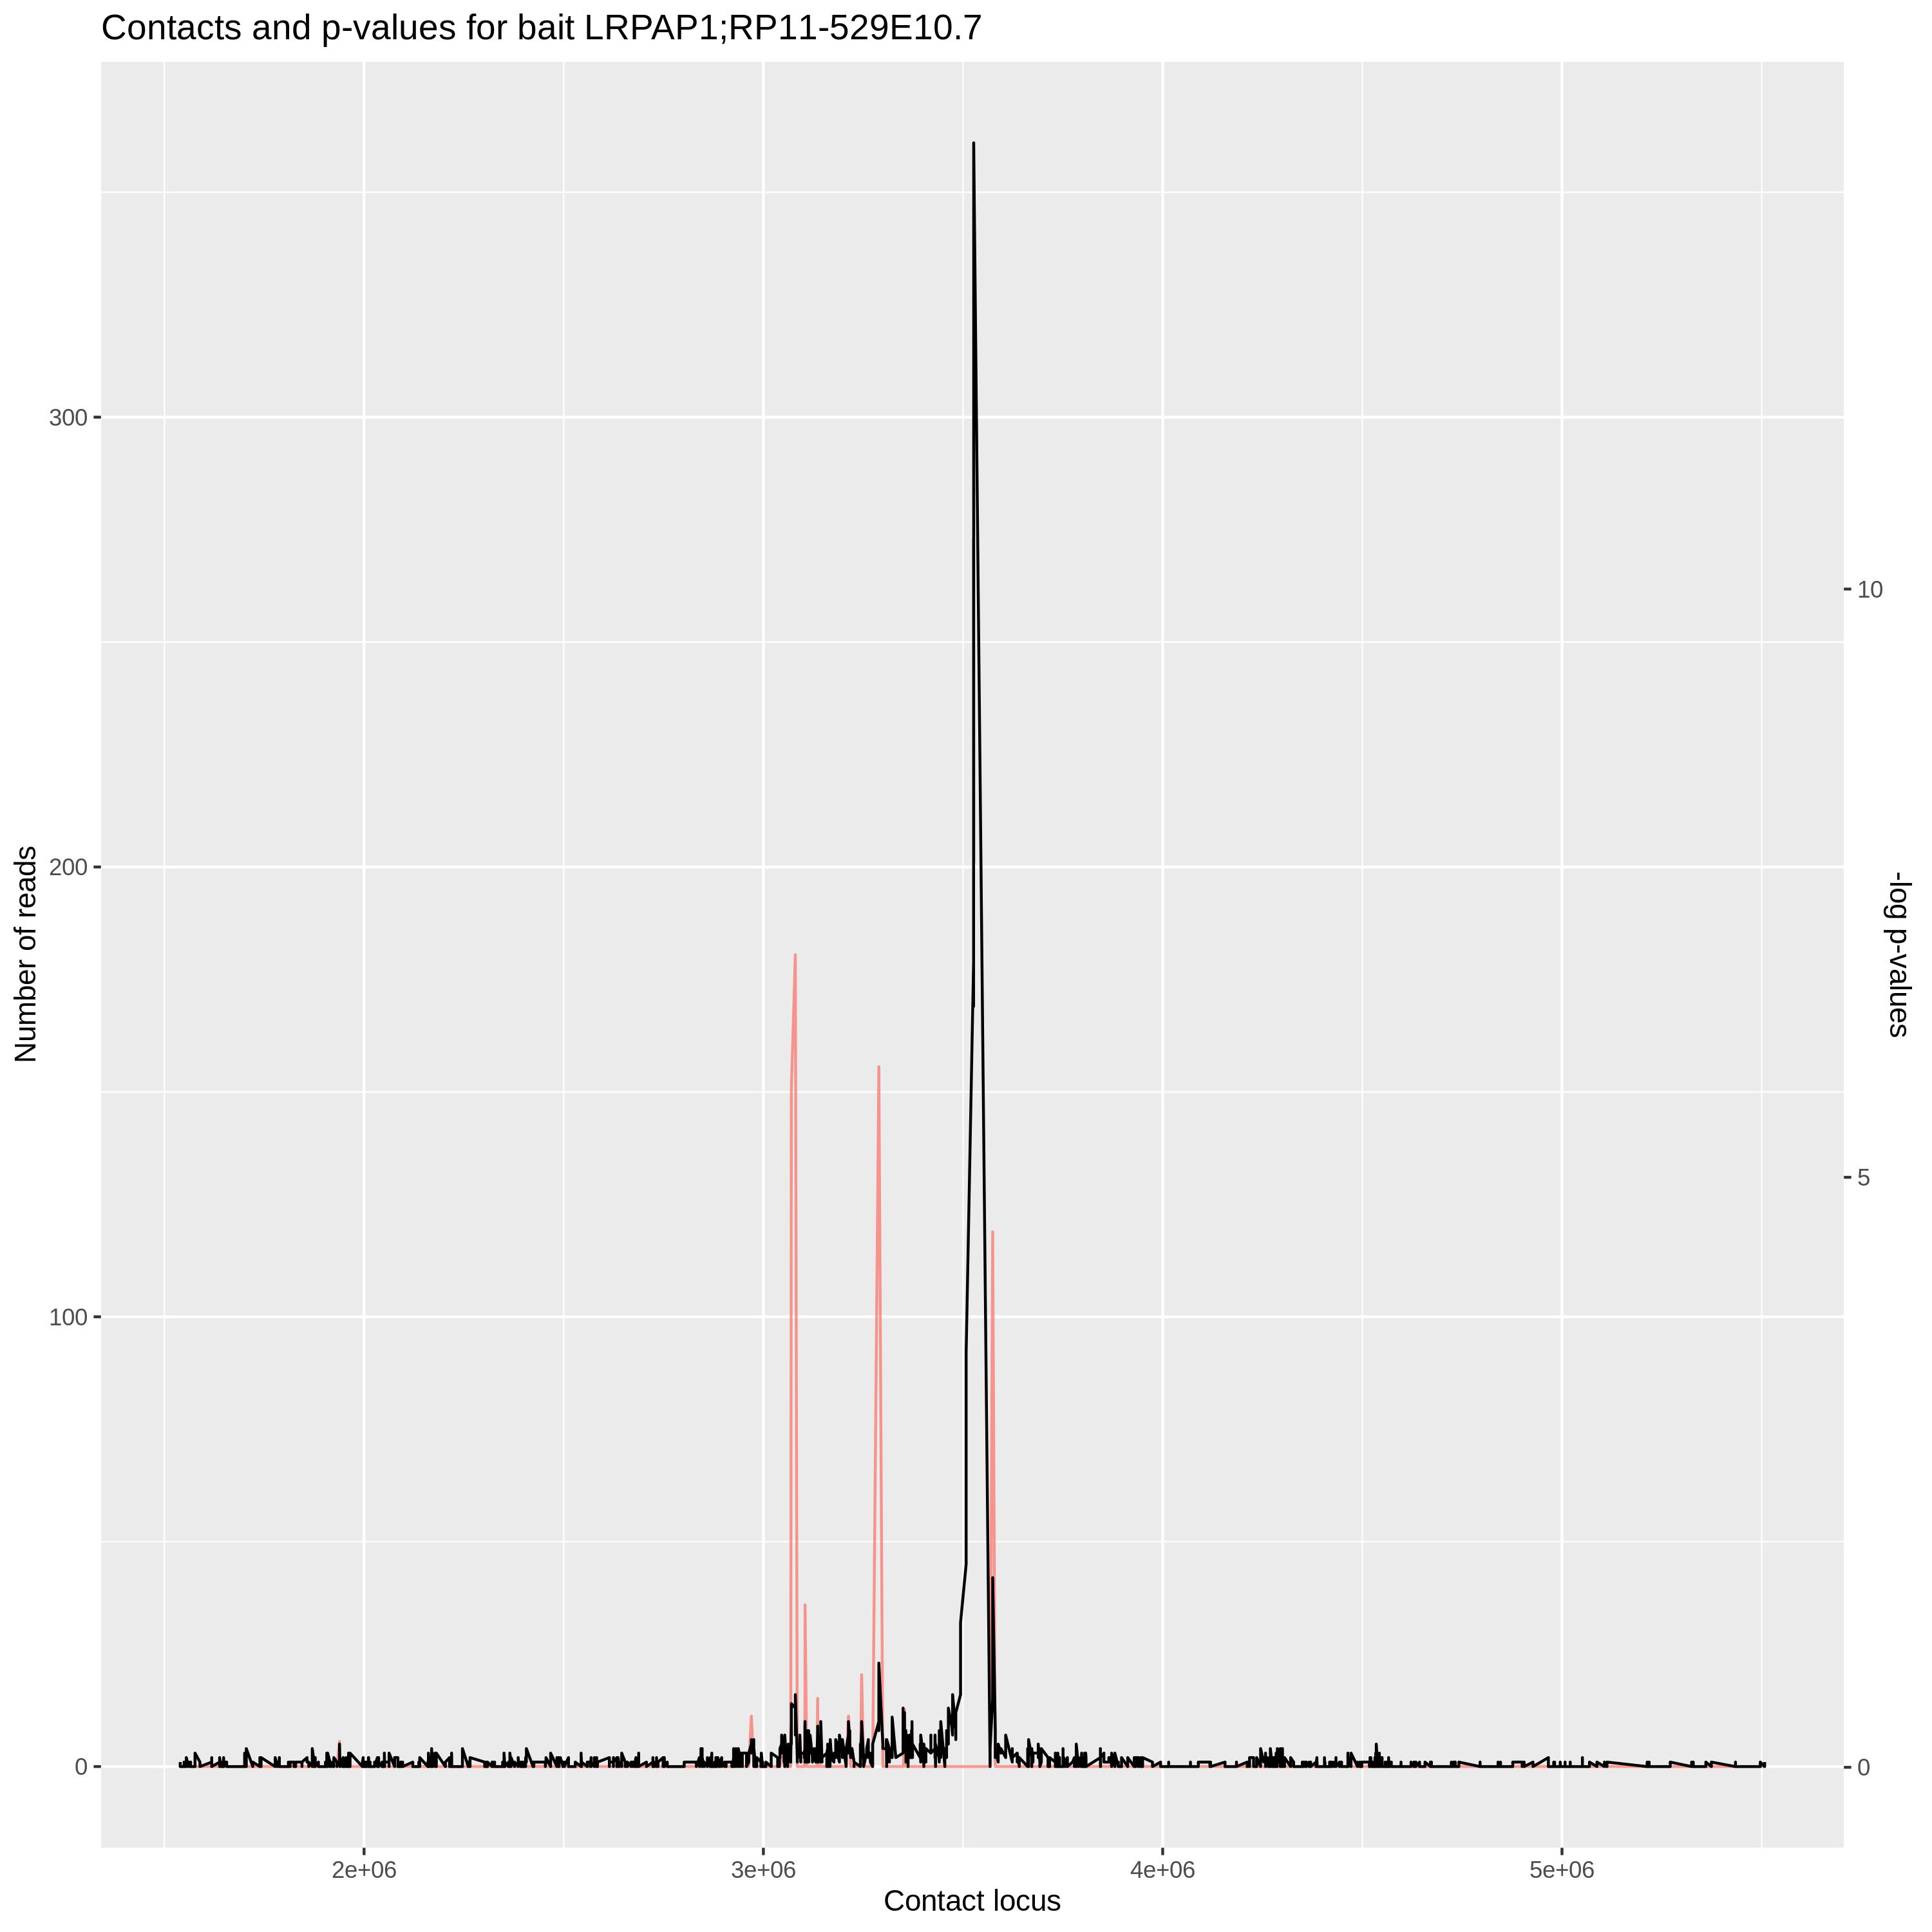 Contacts and p-values for bait LRPAP1;RP11-529E10.7
300
200
100
0
10
5
0
Number of reads
-log p-values
2e+06 3e+06 4e+06 5e+06
Contact locus